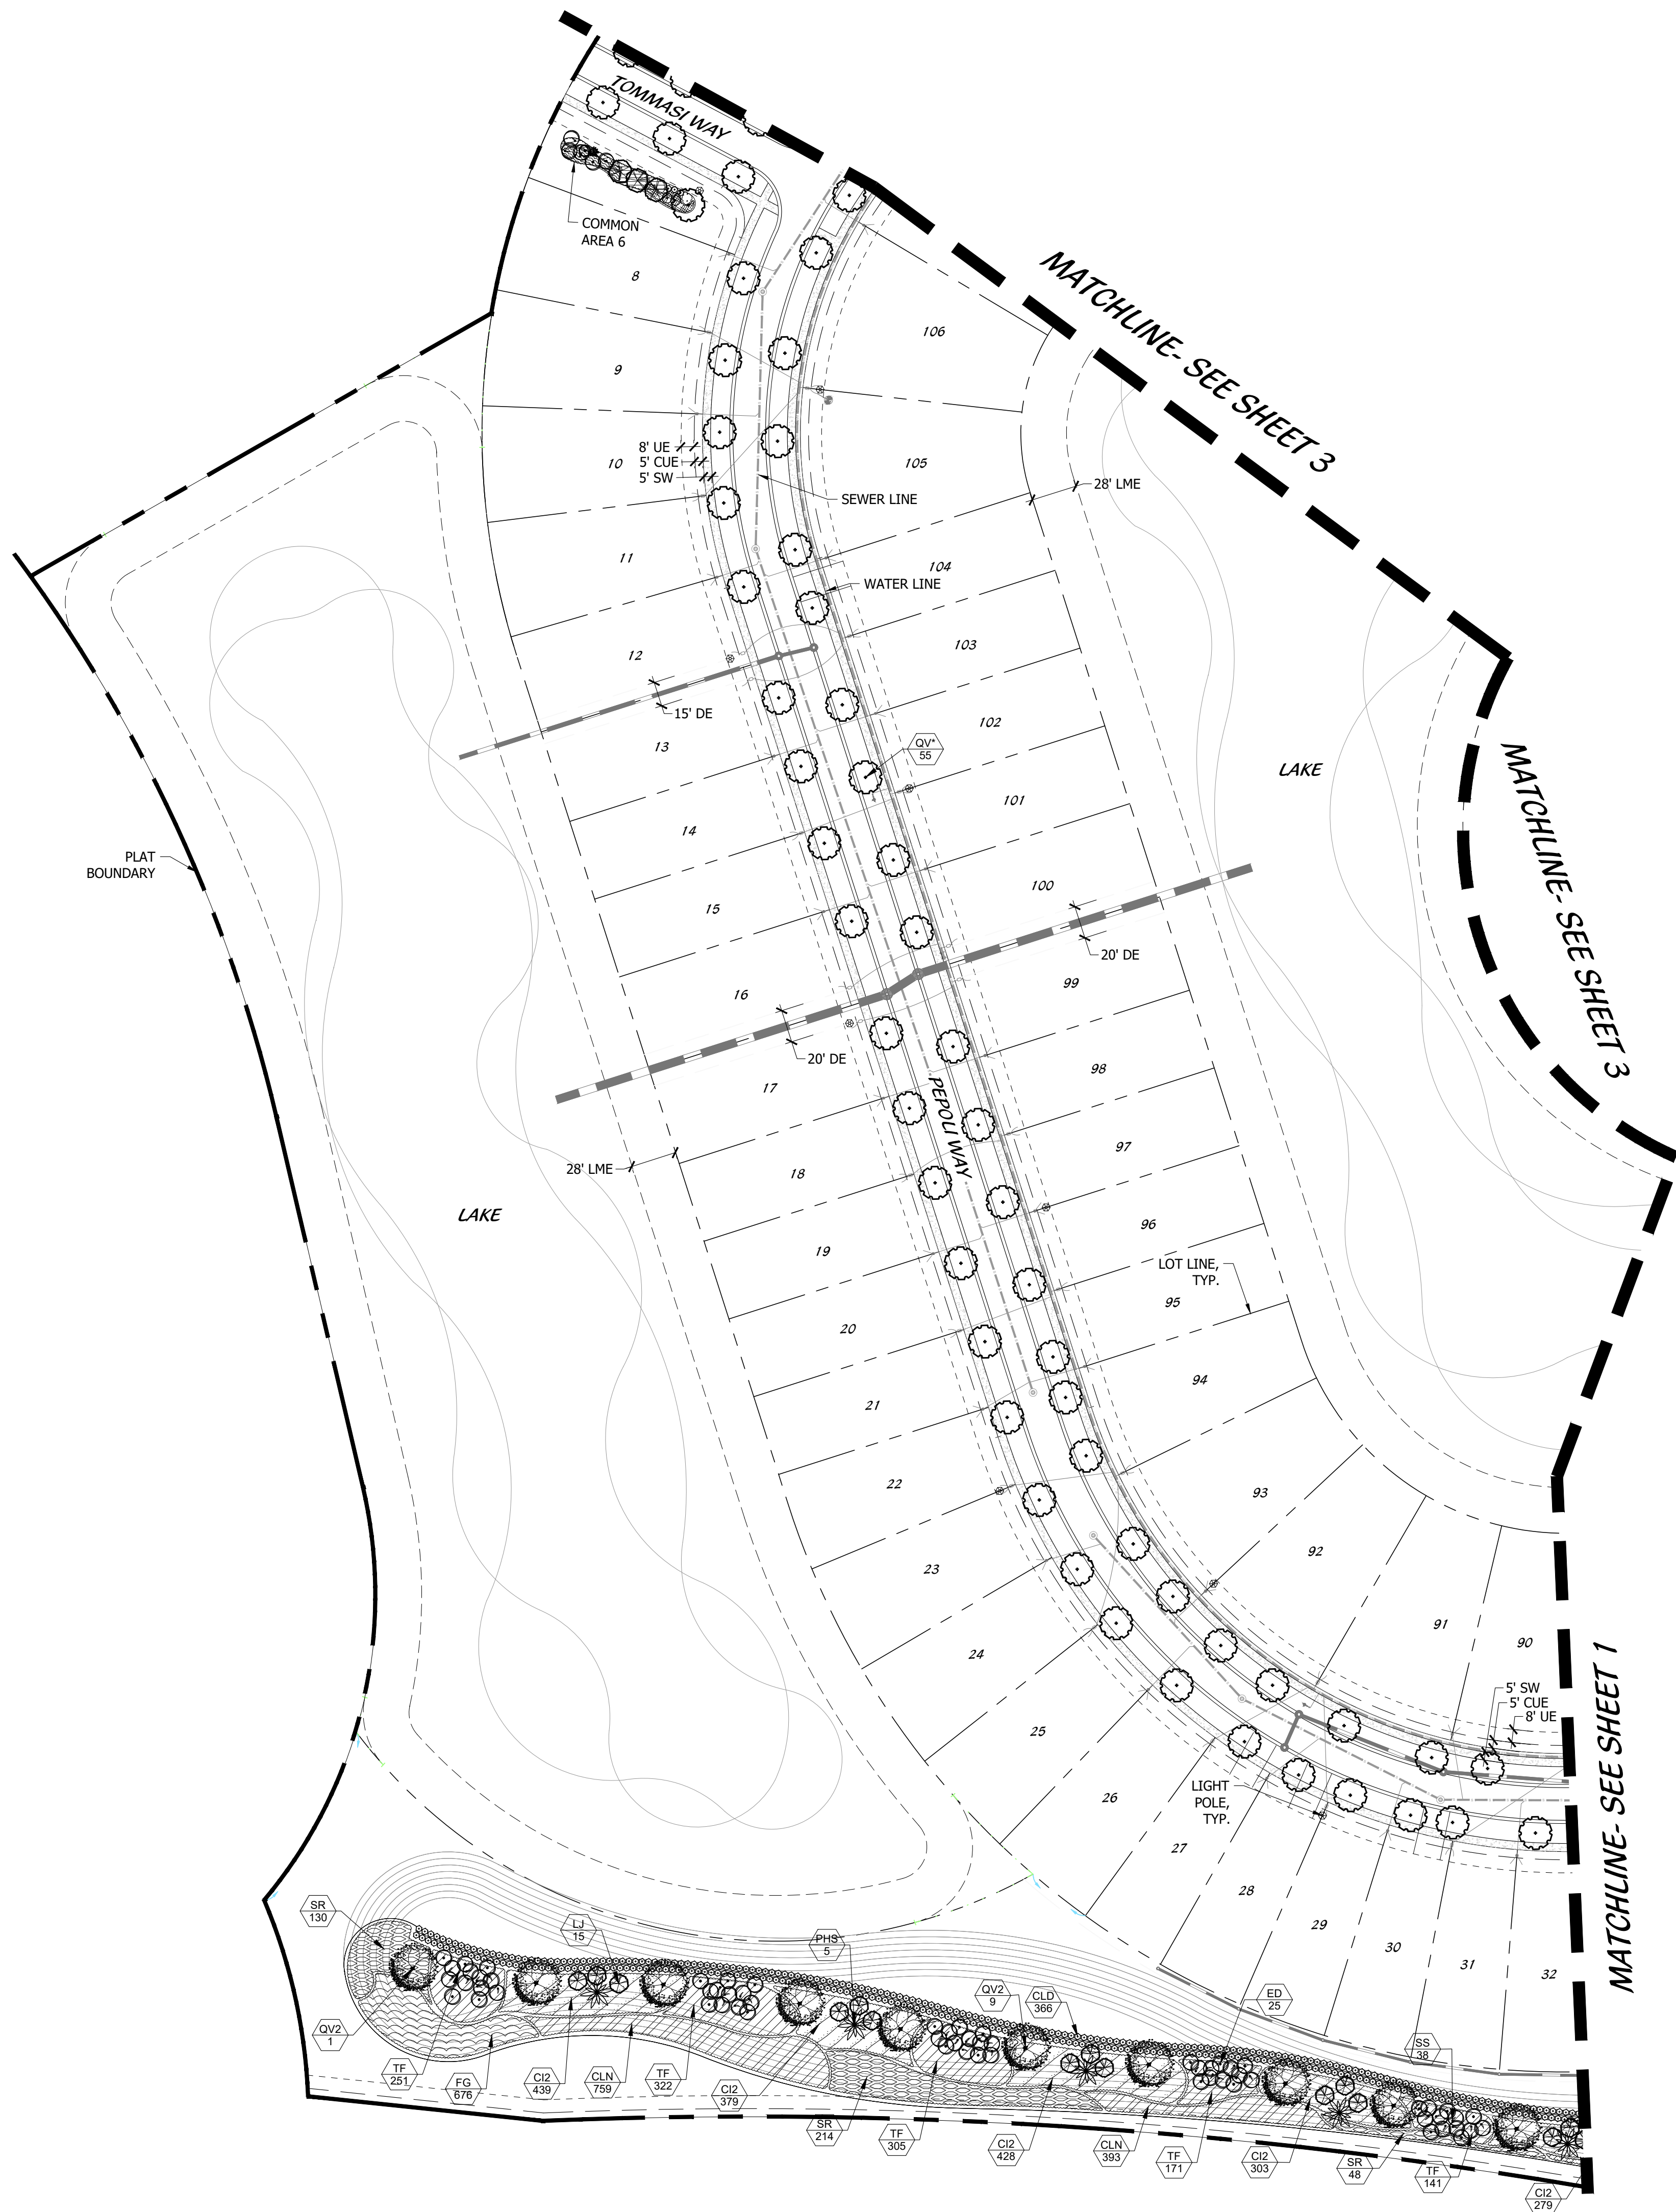 TOMMASI WAY
COMMON
AREA 6
8
106
MATCHLINE- SEE SHEET 3
9
8' UE
5' CUE
5' SW
10
105
28' LME
SEWER LINE
11
104
WATER LINE
12
103
15' DE
13
102
QV*
55
LAKE
MATCHLINE- SEE SHEET 3
14
101
PLAT
BOUNDARY
15
100
20' DE
16
99
20' DE
17
98
PEPOLI WAY
28' LME
18
97
LAKE
19
96
LOT LINE,
TYP.
20
95
21
94
22
93
23
92
24
91
90
25
5' SW
5' CUE
8' UE
26
LIGHT
POLE,
TYP.
MATCHLINE- SEE SHEET 1
27
28
29
30
31
32
SR
130
LJ
15
PHS
5
QV2
9
CLD
366
ED
25
SS
38
QV2
1
TF
251
FG
676
CI2
439
CLN
759
TF
322
CI2
379
SR
214
TF
305
CI2
428
CLN
393
TF
171
CI2
303
SR
48
TF
141
CI2
279